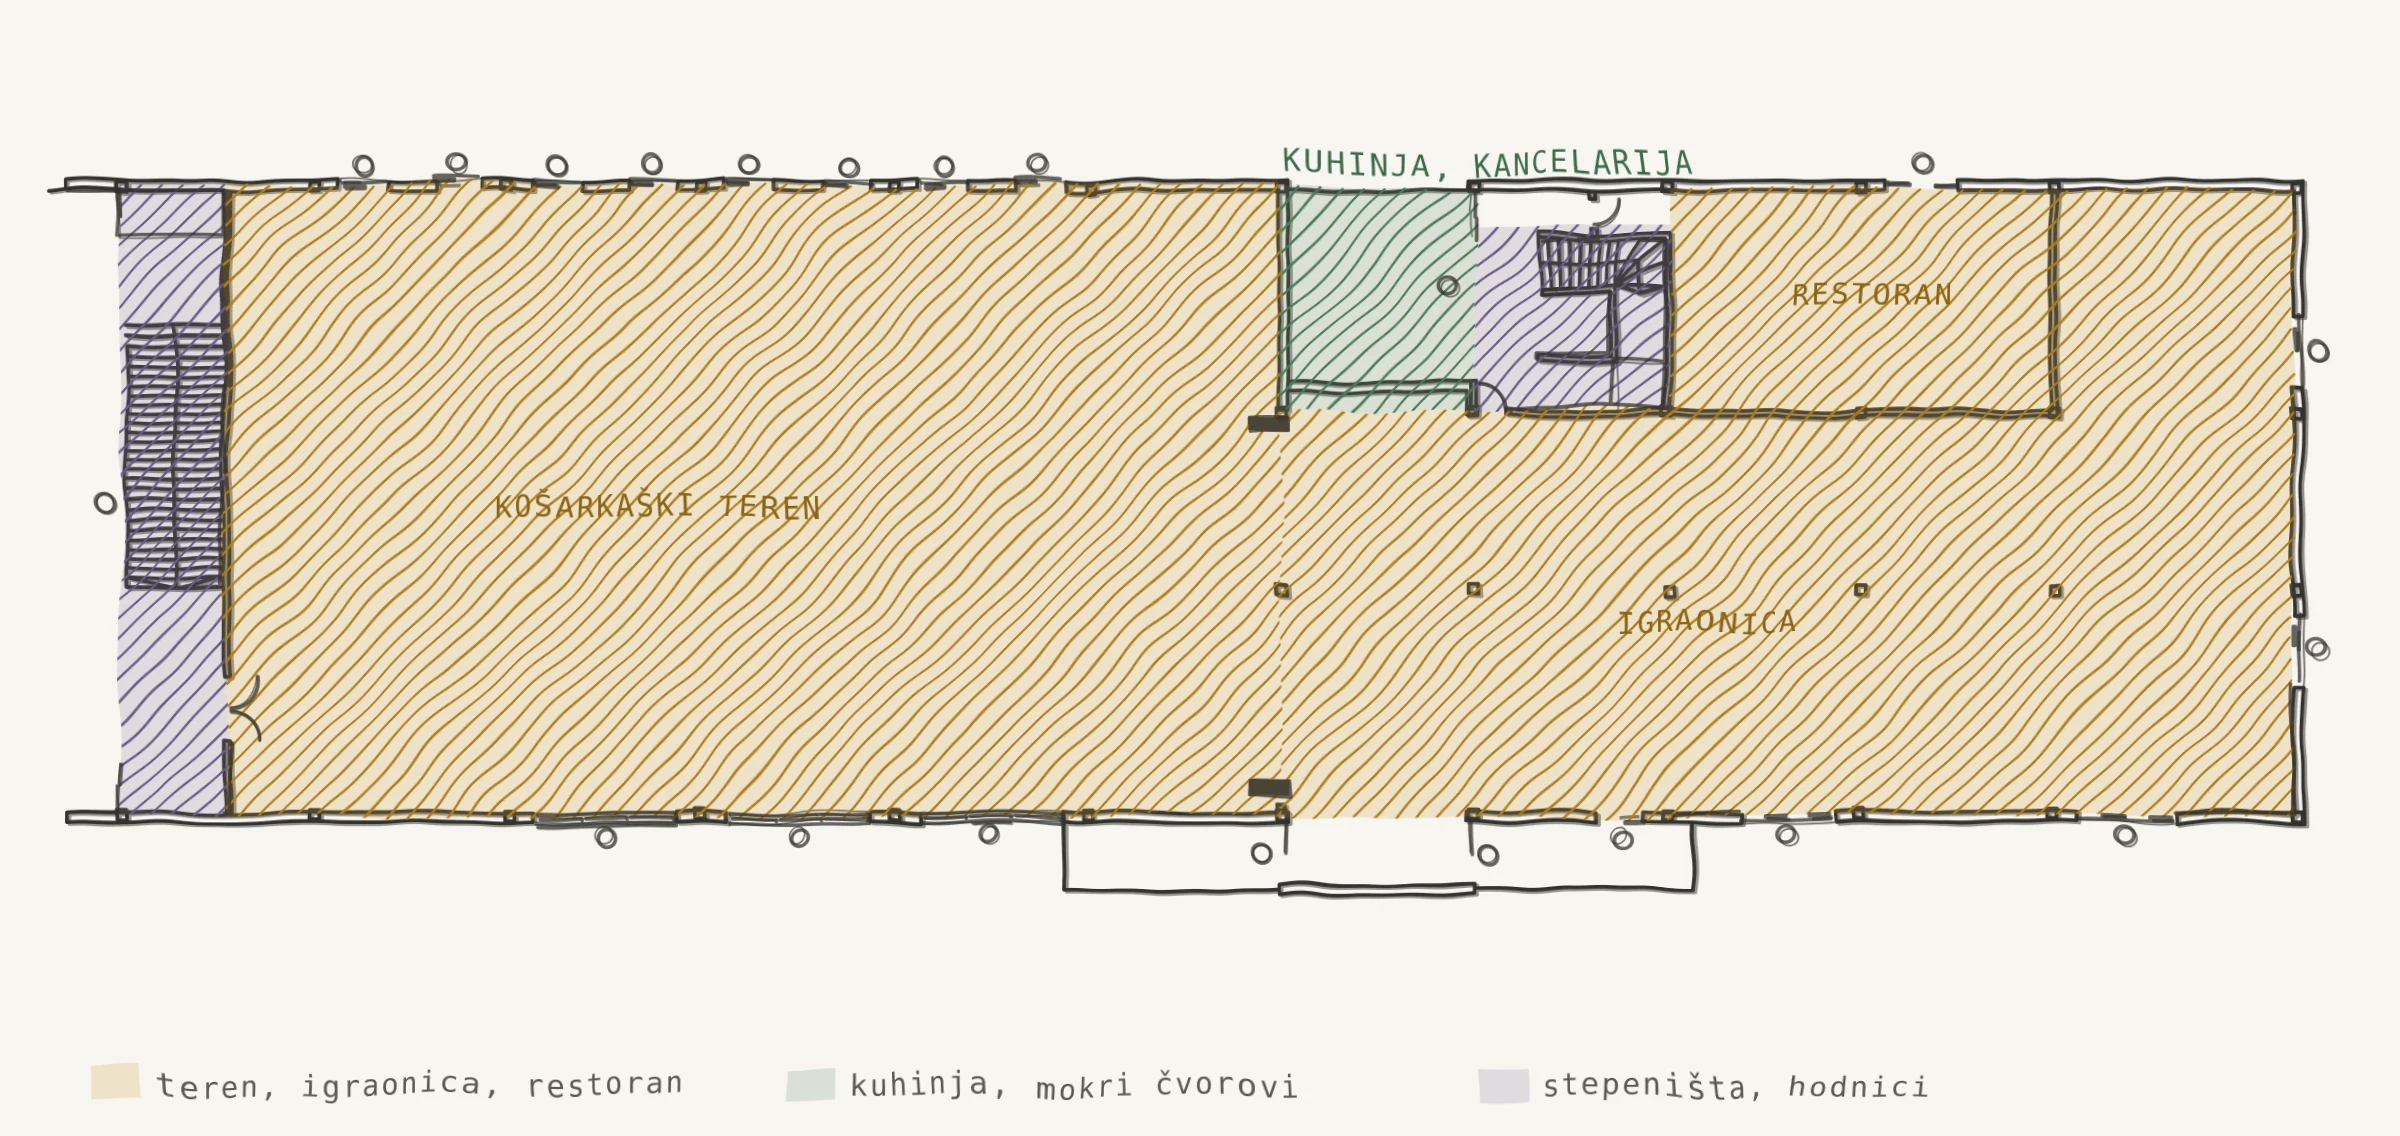 KUHINJA, KANCELARIJA
RESTORAN
KOŠARKAŠKI TEREN
IGRAONICA
teren, igraonica, restoran
kuhinja, mokri čvorovi
stepeništa, hodnici